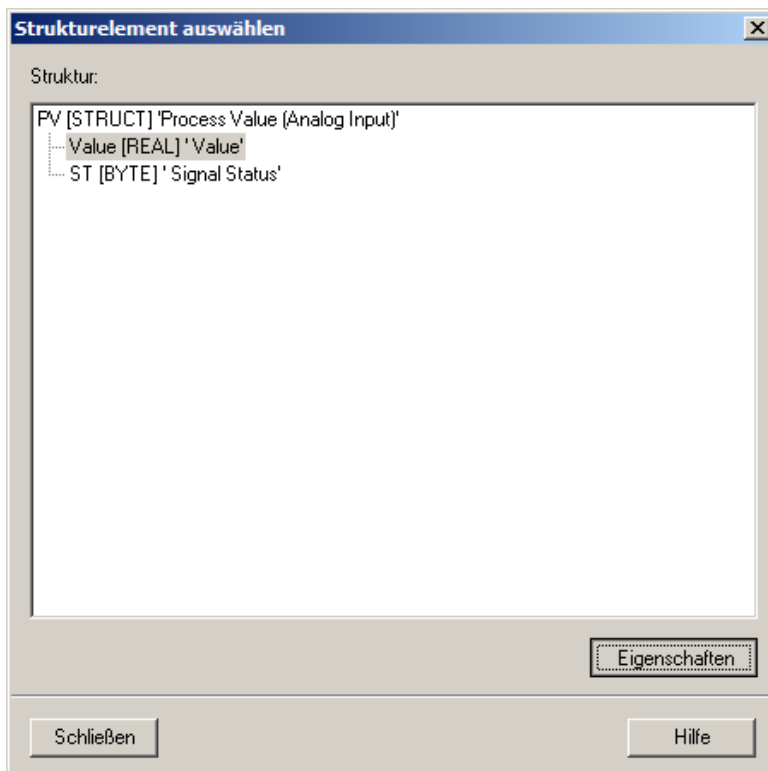 Strukturelement auswählen
Struktur:
PV [STRUCT] 'Process Value (Analog Input)'
Value [REAL] ' Value'
ST [BYTE] ' Signal Status'
Eigenschaften
Schließen Hilfe